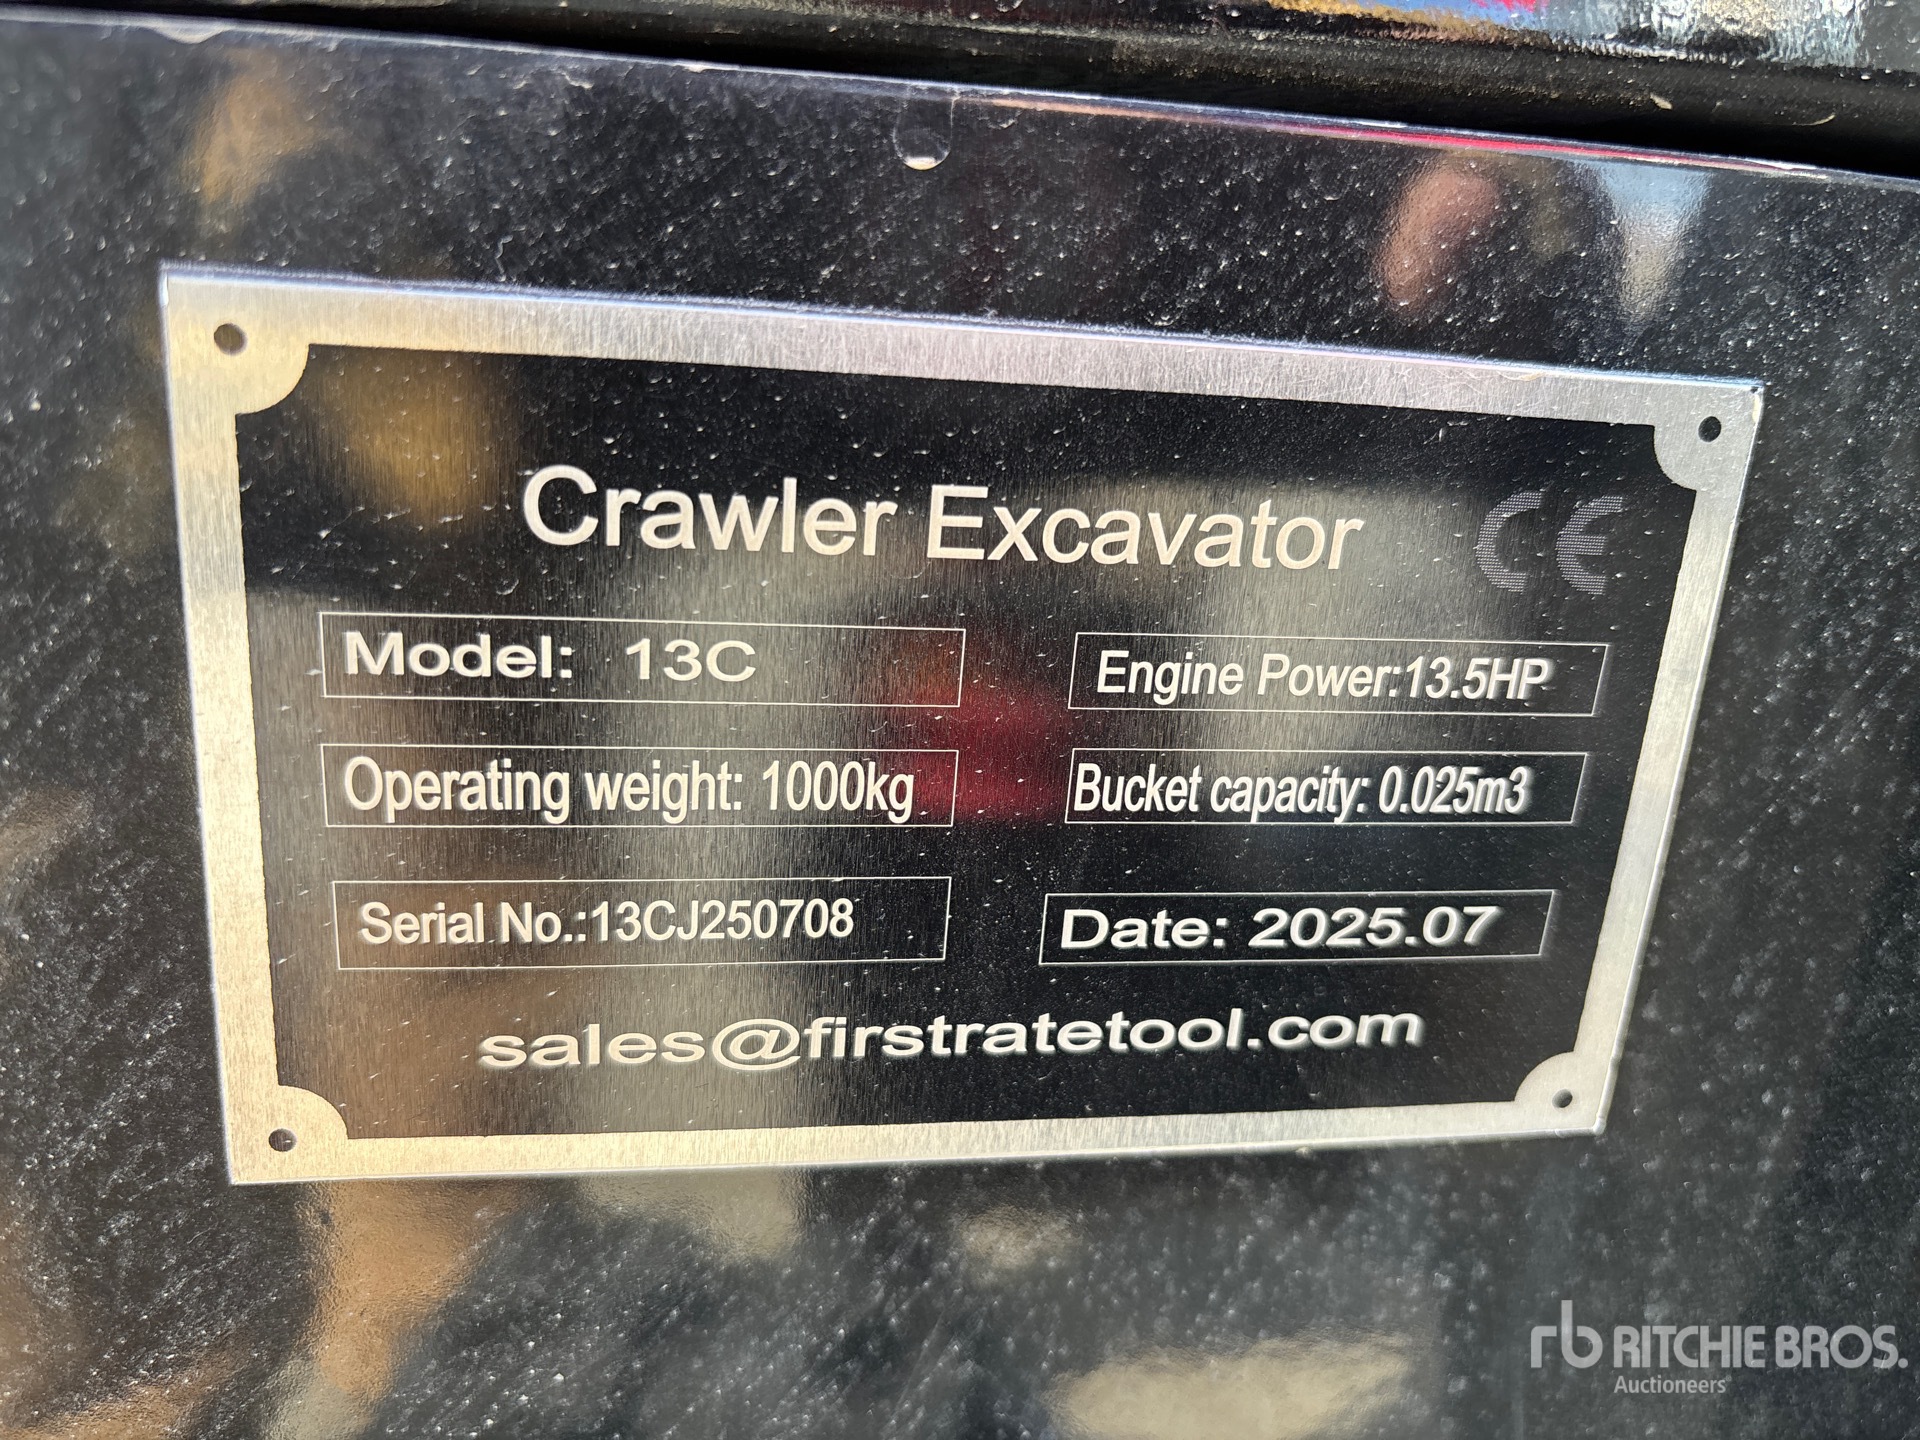 Crawler Excavator CE
Model: 13C
Engine Power:13.5HP
Operating weight: 1000kg
Bucket capacity: 0.025m3
Serial No.:13CJ250708
Date: 2025.07
sales@firstratetool.com
rb RITCHIE BROS.
Auctioneers